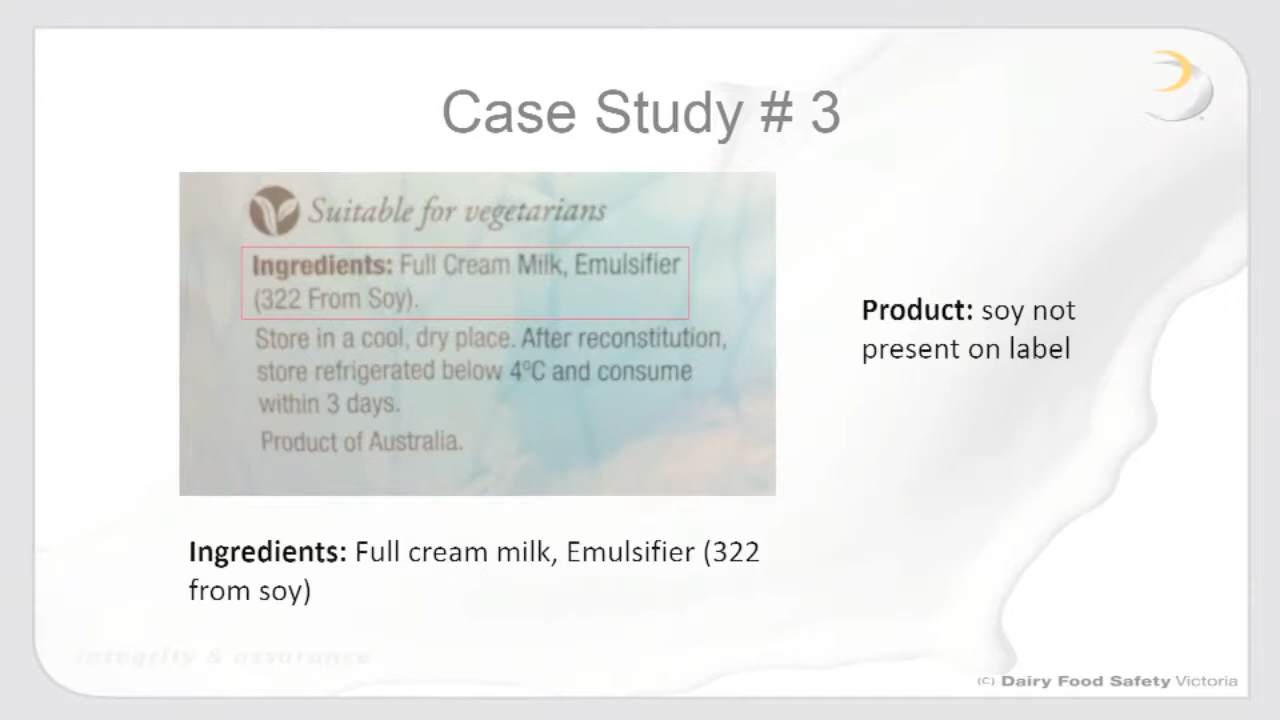 Case Study # 3
Suitable for vegetarians
Ingredients: Full Cream Milk, Emulsifier
(322 From Soy).
Store in a cool, dry place. After reconstitution,
store refrigerated below 4ºC and consume
within 3 days.
Product of Australia.
Product: soy not
present on label
Ingredients: Full cream milk, Emulsifier (322
from soy)
Integrity & assurance
(C) Dairy Food Safety Victoria